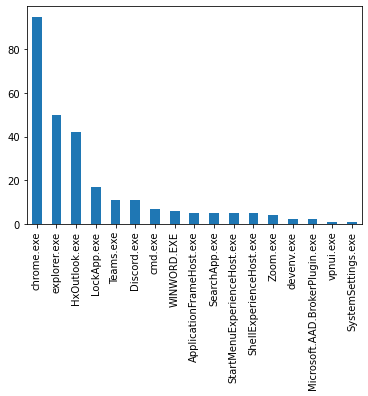 80
60
40
20
0
chrome.exe
explorer.exe
HxOutlook.exe
LockApp.exe
Teams.exe
Discord.exe
cmd.exe
WINWORD.EXE
ApplicationFrameHost.exe
SearchApp.exe
StartMenuExperienceHost.exe
ShellExperienceHost.exe
Zoom.exe
devenv.exe
Microsoft.AAD.BrokerPlugin.exe
vpnui.exe
SystemSettings.exe